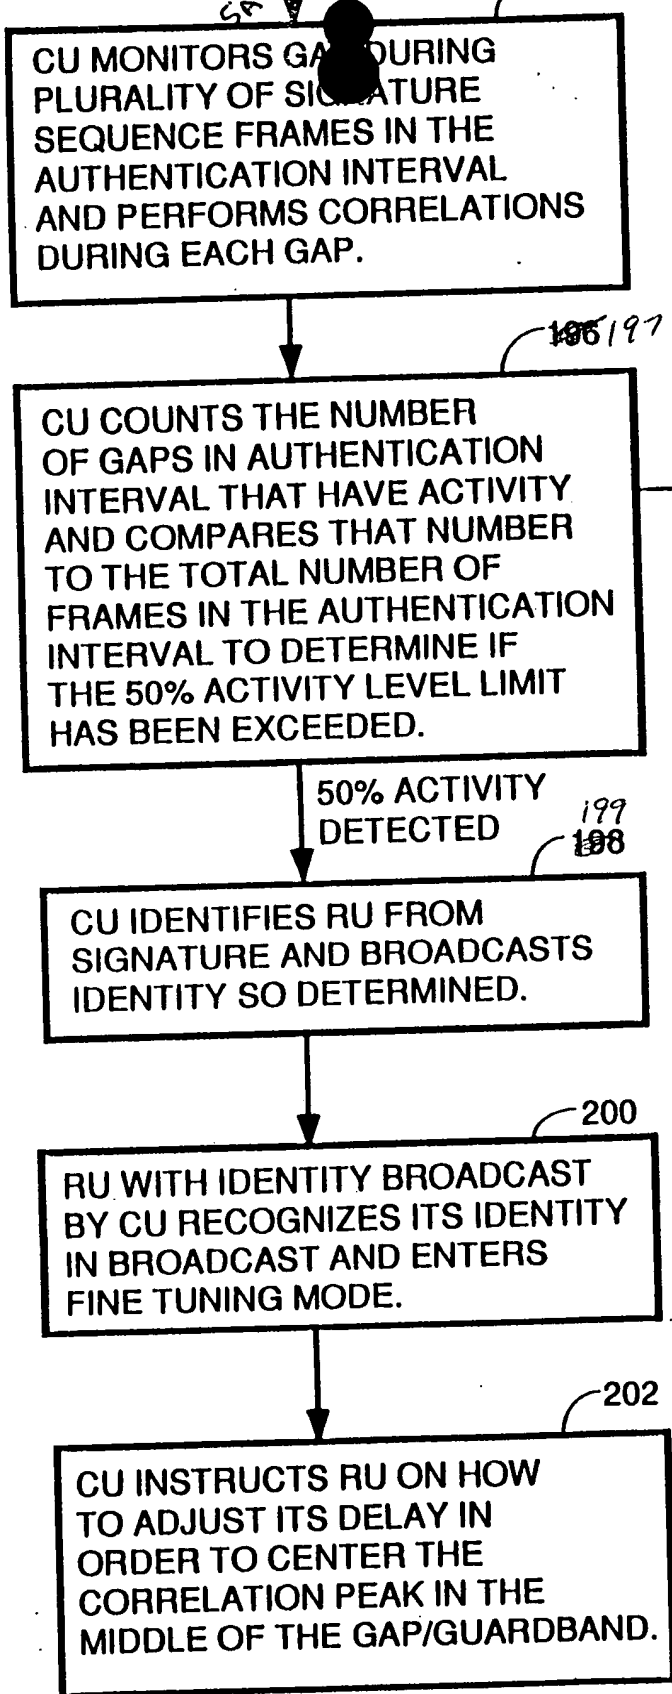 5A
CU MONITORS DURING
PLURALITY OF
SEQUENCE FRAMES IN THE
AUTHENTICATION INTERVAL
AND PERFORMS CORRELATIONS
DURING EACH GAP.
196 197
CU COUNTS THE NUMBER
OF GAPS IN AUTHENTICATION
INTERVAL THAT HAVE ACTIVITY
AND COMPARES THAT NUMBER
TO THE TOTAL NUMBER OF
FRAMES IN THE AUTHENTICATION
INTERVAL TO DETERMINE IF
THE 50% ACTIVITY LEVEL LIMIT
HAS BEEN EXCEEDED.
50% ACTIVITY
DETECTED
199
198
CU IDENTIFIES RU FROM
SIGNATURE AND BROADCASTS
IDENTITY SO DETERMINED.
200
RU WITH IDENTITY BROADCAST
BY CU RECOGNIZES ITS IDENTITY
IN BROADCAST AND ENTERS
FINE TUNING MODE.
202
CU INSTRUCTS RU ON HOW
TO ADJUST ITS DELAY IN
ORDER TO CENTER THE
CORRELATION PEAK IN THE
MIDDLE OF THE GAP/GUARDBAND.